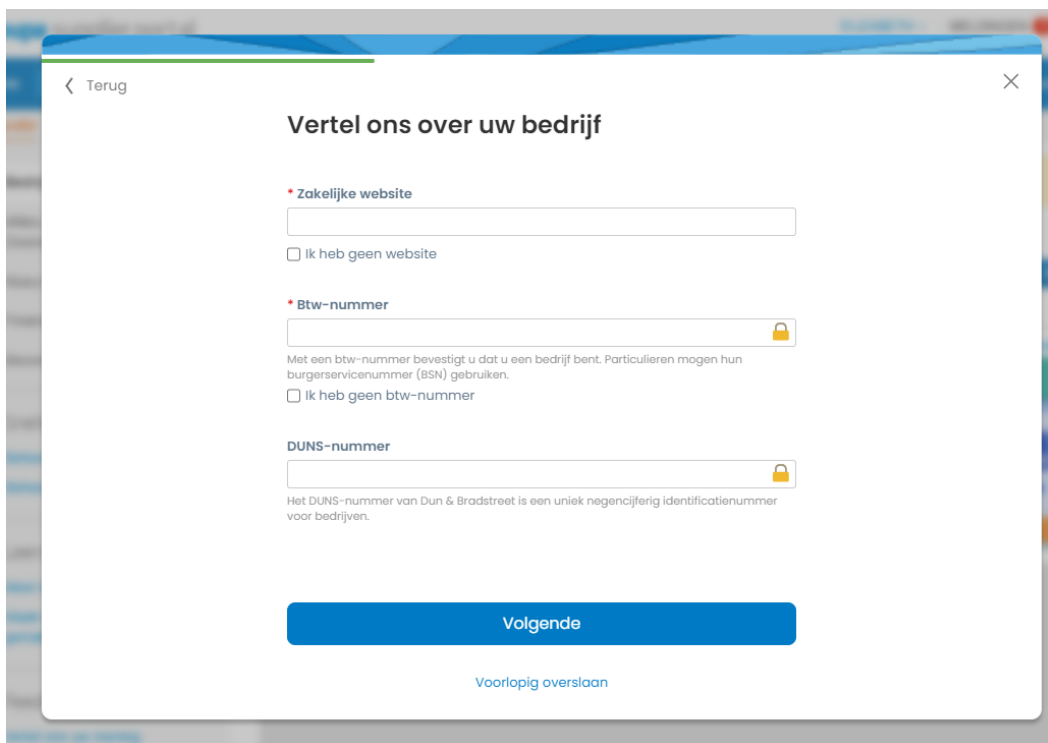 supplier portal
Terug
Vertel ons over uw bedrijf
* Zakelijke website
Ik heb geen website
* Btw-nummer
Met een btw-nummer bevestigt u dat u een bedrijf bent. Particulieren mogen hun
burgerservicenummer (BSN) gebruiken.
Ik heb geen btw-nummer
DUNS-nummer
Het DUNS-nummer van Dun & Bradstreet is een uniek negencijferig identificatienummer
voor bedrijven.
Volgende
Voorlopig overslaan